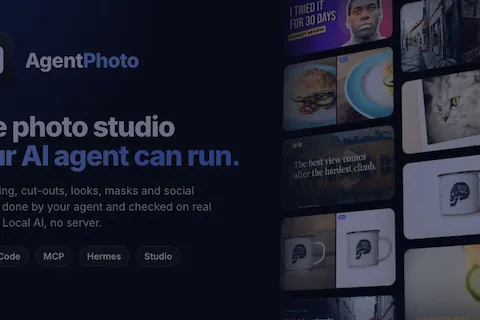 AgentPhoto
e photo studio
ur AI agent can run.
ing, cut-outs, looks, masks and social
done by your agent and checked on real
Local AI, no server.
Code
MCP
Hermes
Studio
I TRIED IT
FOR 30 DAYS
The best view comes
after the hardest climb.